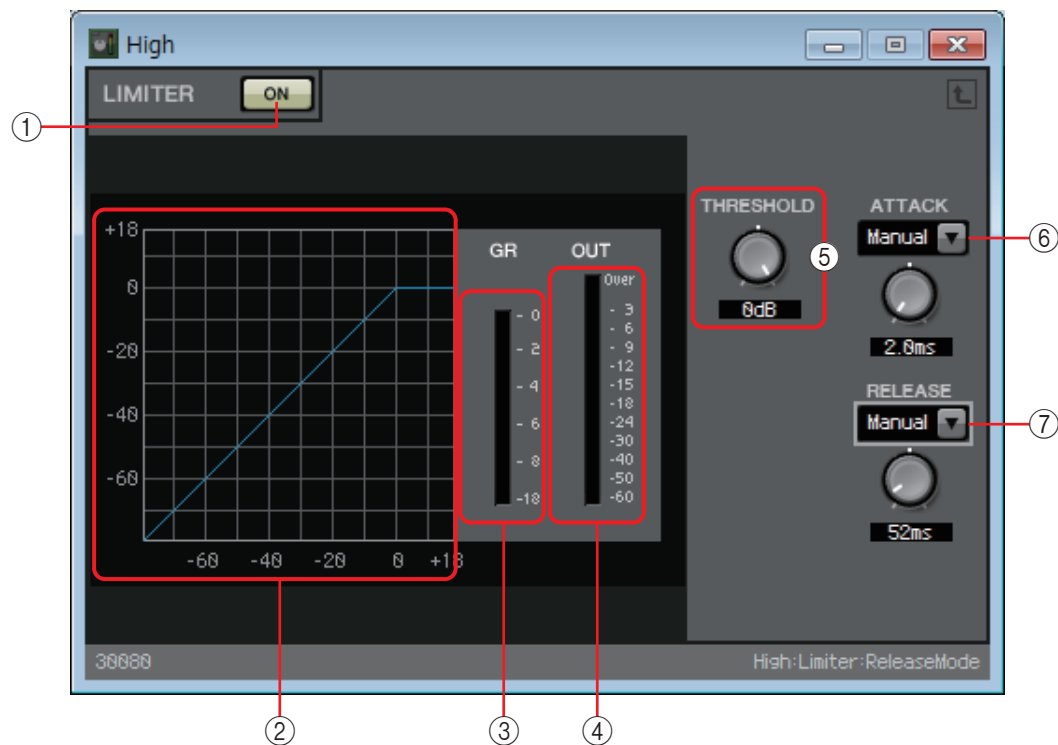 High
LIMITER
ON
①
THRESHOLD
ATTACK
Manual
⑥
⑤
0dB
2.0ms
RELEASE
Manual
⑦
52ms
+18
0
-20
-40
-60
-60 -40 -20 0 +18
GR
- 0
- 2
- 4
- 6
- 8
-18
OUT
Over
- 3
- 6
- 9
-12
-15
-18
-24
-30
-40
-50
-60
30080
High:Limiter:ReleaseMode
②
③
④